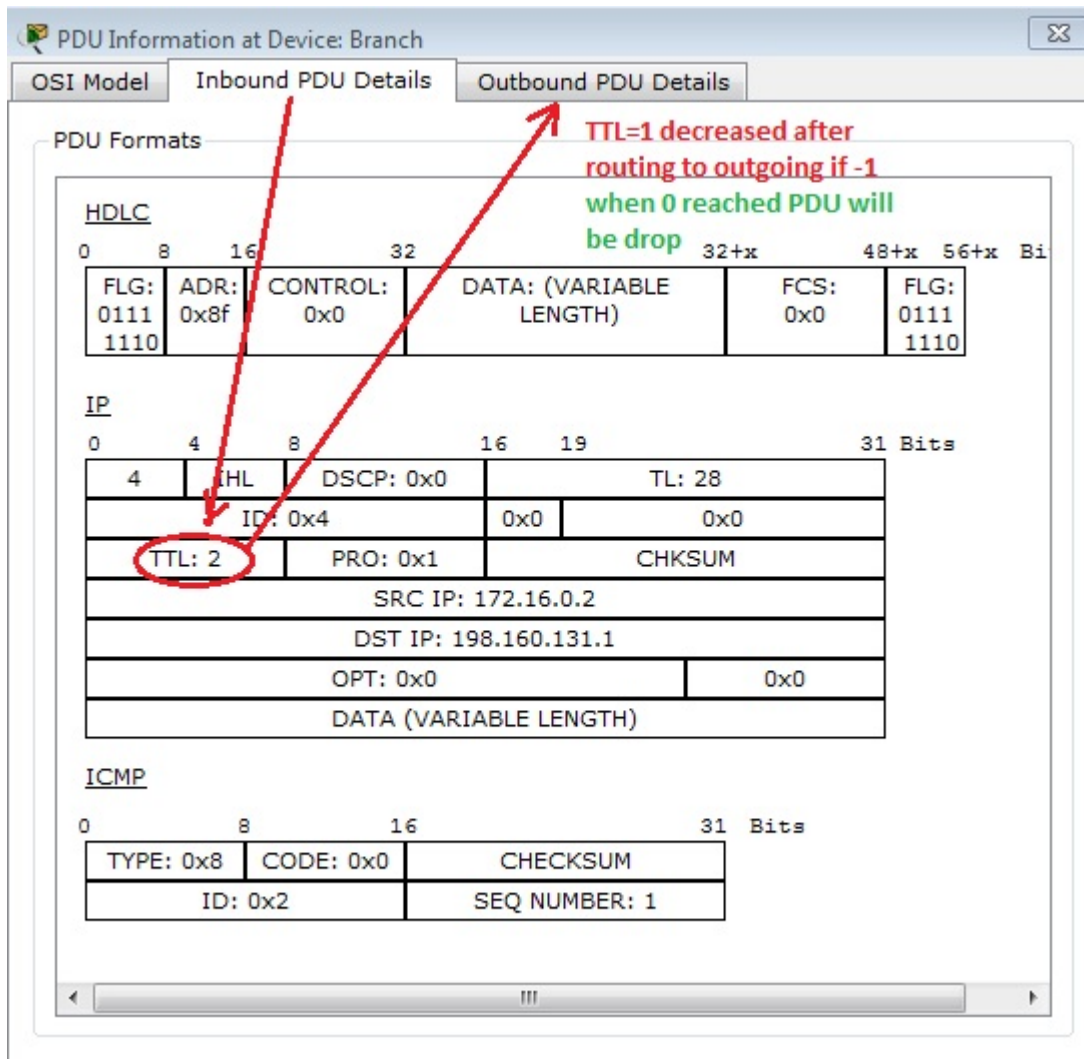 PDU Information at Device: Branch
OSI Model Inbound PDU Details Outbound PDU Details
PDU Formats
TTL=1 decreased after
routing to outgoing if -1
when 0 reached PDU will
be drop
HDLC
0 8 16 32 32+x 48+x 56+x Bi
FLG: ADR: CONTROL: DATA: (VARIABLE FCS: FLG:
0111 0x8f 0x0 LENGTH) 0x0 0111
1110 1110
IP
0 4 8 16 19 31 Bits
4 IHL DSCP: 0x0 TL: 28
ID: 0x4 0x0 0x0
TTL: 2 PRO: 0x1 CHKSUM
SRC IP: 172.16.0.2
DST IP: 198.160.131.1
OPT: 0x0 0x0
DATA (VARIABLE LENGTH)
ICMP
0 8 16 31 Bits
TYPE: 0x8 CODE: 0x0 CHECKSUM
ID: 0x2 SEQ NUMBER: 1